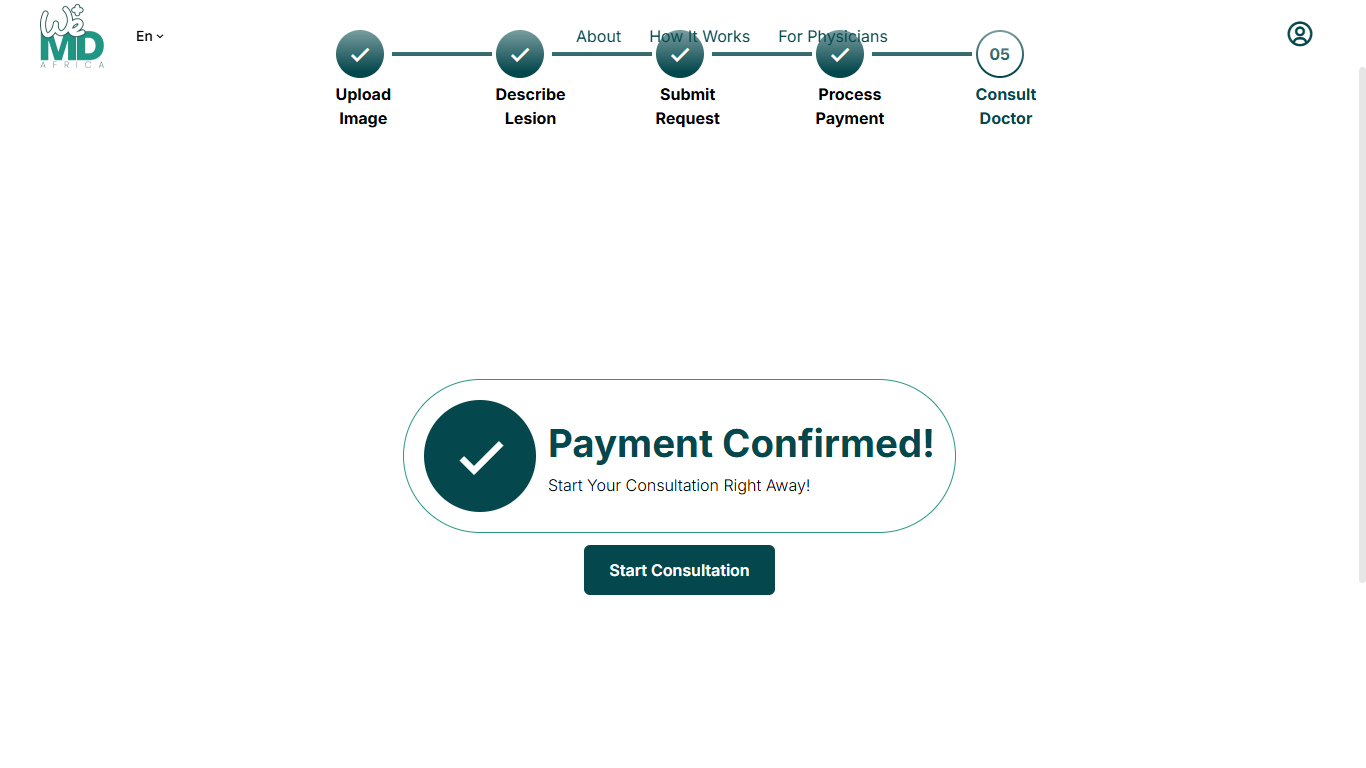 We
MD
AFRICA
En
About
How It Works
For Physicians
05
Upload
Image
Describe
Lesion
Submit
Request
Process
Payment
Consult
Doctor
Payment Confirmed!
Start Your Consultation Right Away!
Start Consultation